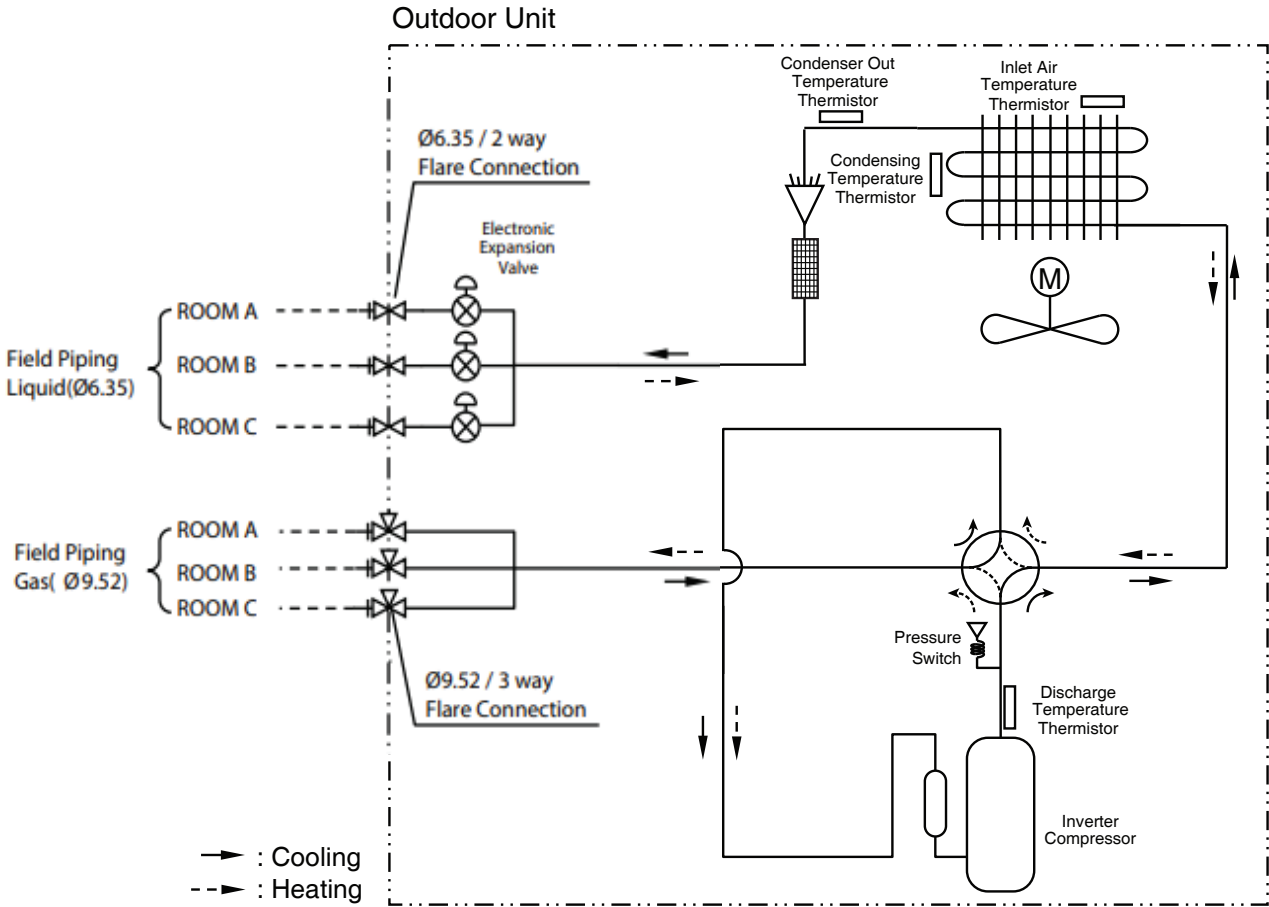 Outdoor Unit
Condenser Out
Temperature
Thermistor
Inlet Air
Temperature
Thermistor
Ø6.35 / 2 way
Flare Connection
Condensing
Temperature
Thermistor
Electronic
Expansion
Valve
M
Field Piping
Liquid(Ø6.35)
ROOM A
ROOM B
ROOM C
Field Piping
Gas( Ø9.52)
ROOM A
ROOM B
ROOM C
Pressure
Switch
Ø9.52 / 3 way
Flare Connection
Discharge
Temperature
Thermistor
Inverter
Compressor
: Cooling
: Heating